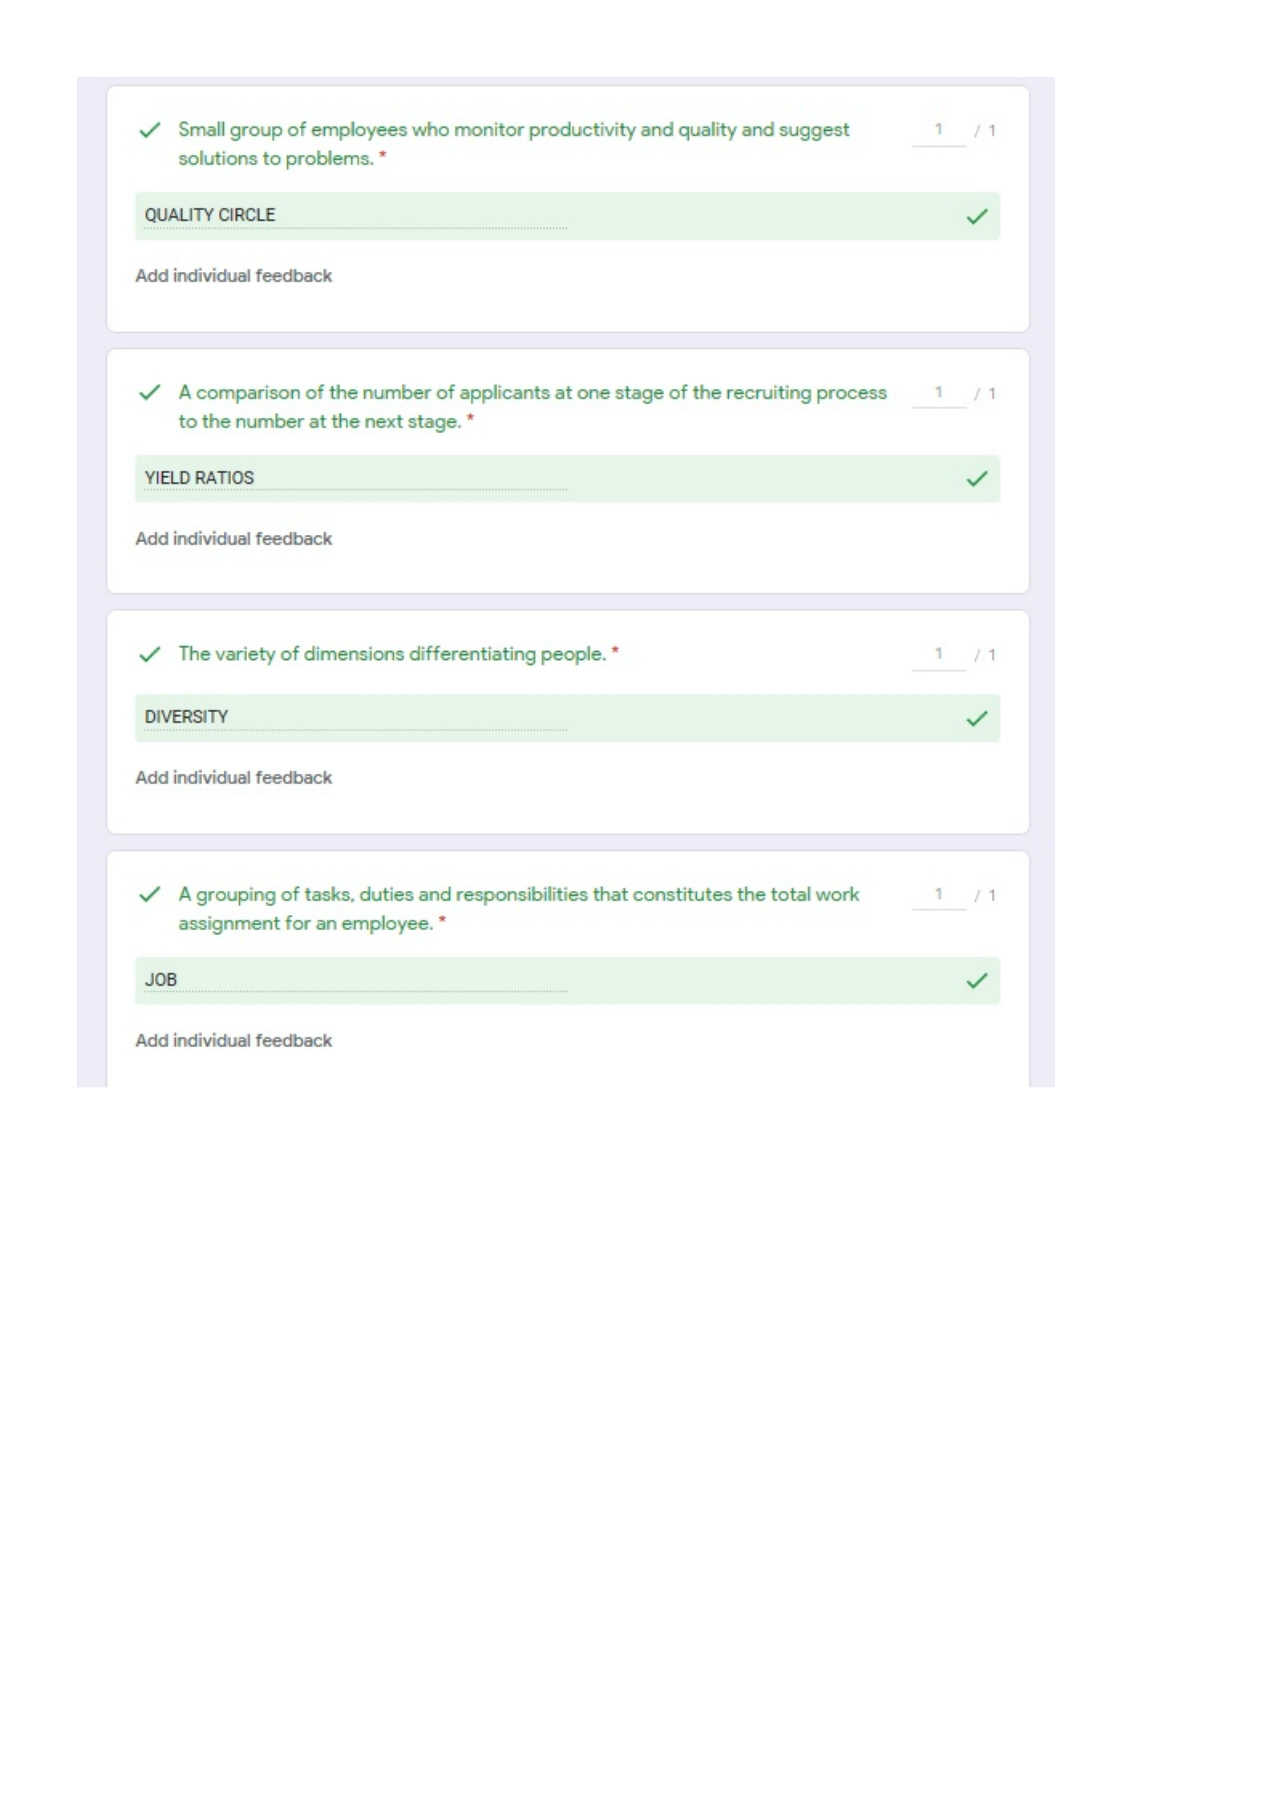 Small group of employees who monitor productivity and quality and suggest
solutions to problems. *
1 / 1
QUALITY CIRCLE
Add individual feedback
A comparison of the number of applicants at one stage of the recruiting process
to the number at the next stage. *
1 / 1
YIELD RATIOS
Add individual feedback
The variety of dimensions differentiating people. *
1 / 1
DIVERSITY
Add individual feedback
A grouping of tasks, duties and responsibilities that constitutes the total work
assignment for an employee. *
1 / 1
JOB
Add individual feedback